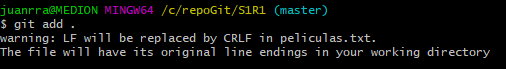 juanrra@MEDION MINGW64 /c/repoGit/S1R1 (master)
$ git add .
warning: LF will be replaced by CRLF in peliculas.txt.
The file will have its original line endings in your working directory